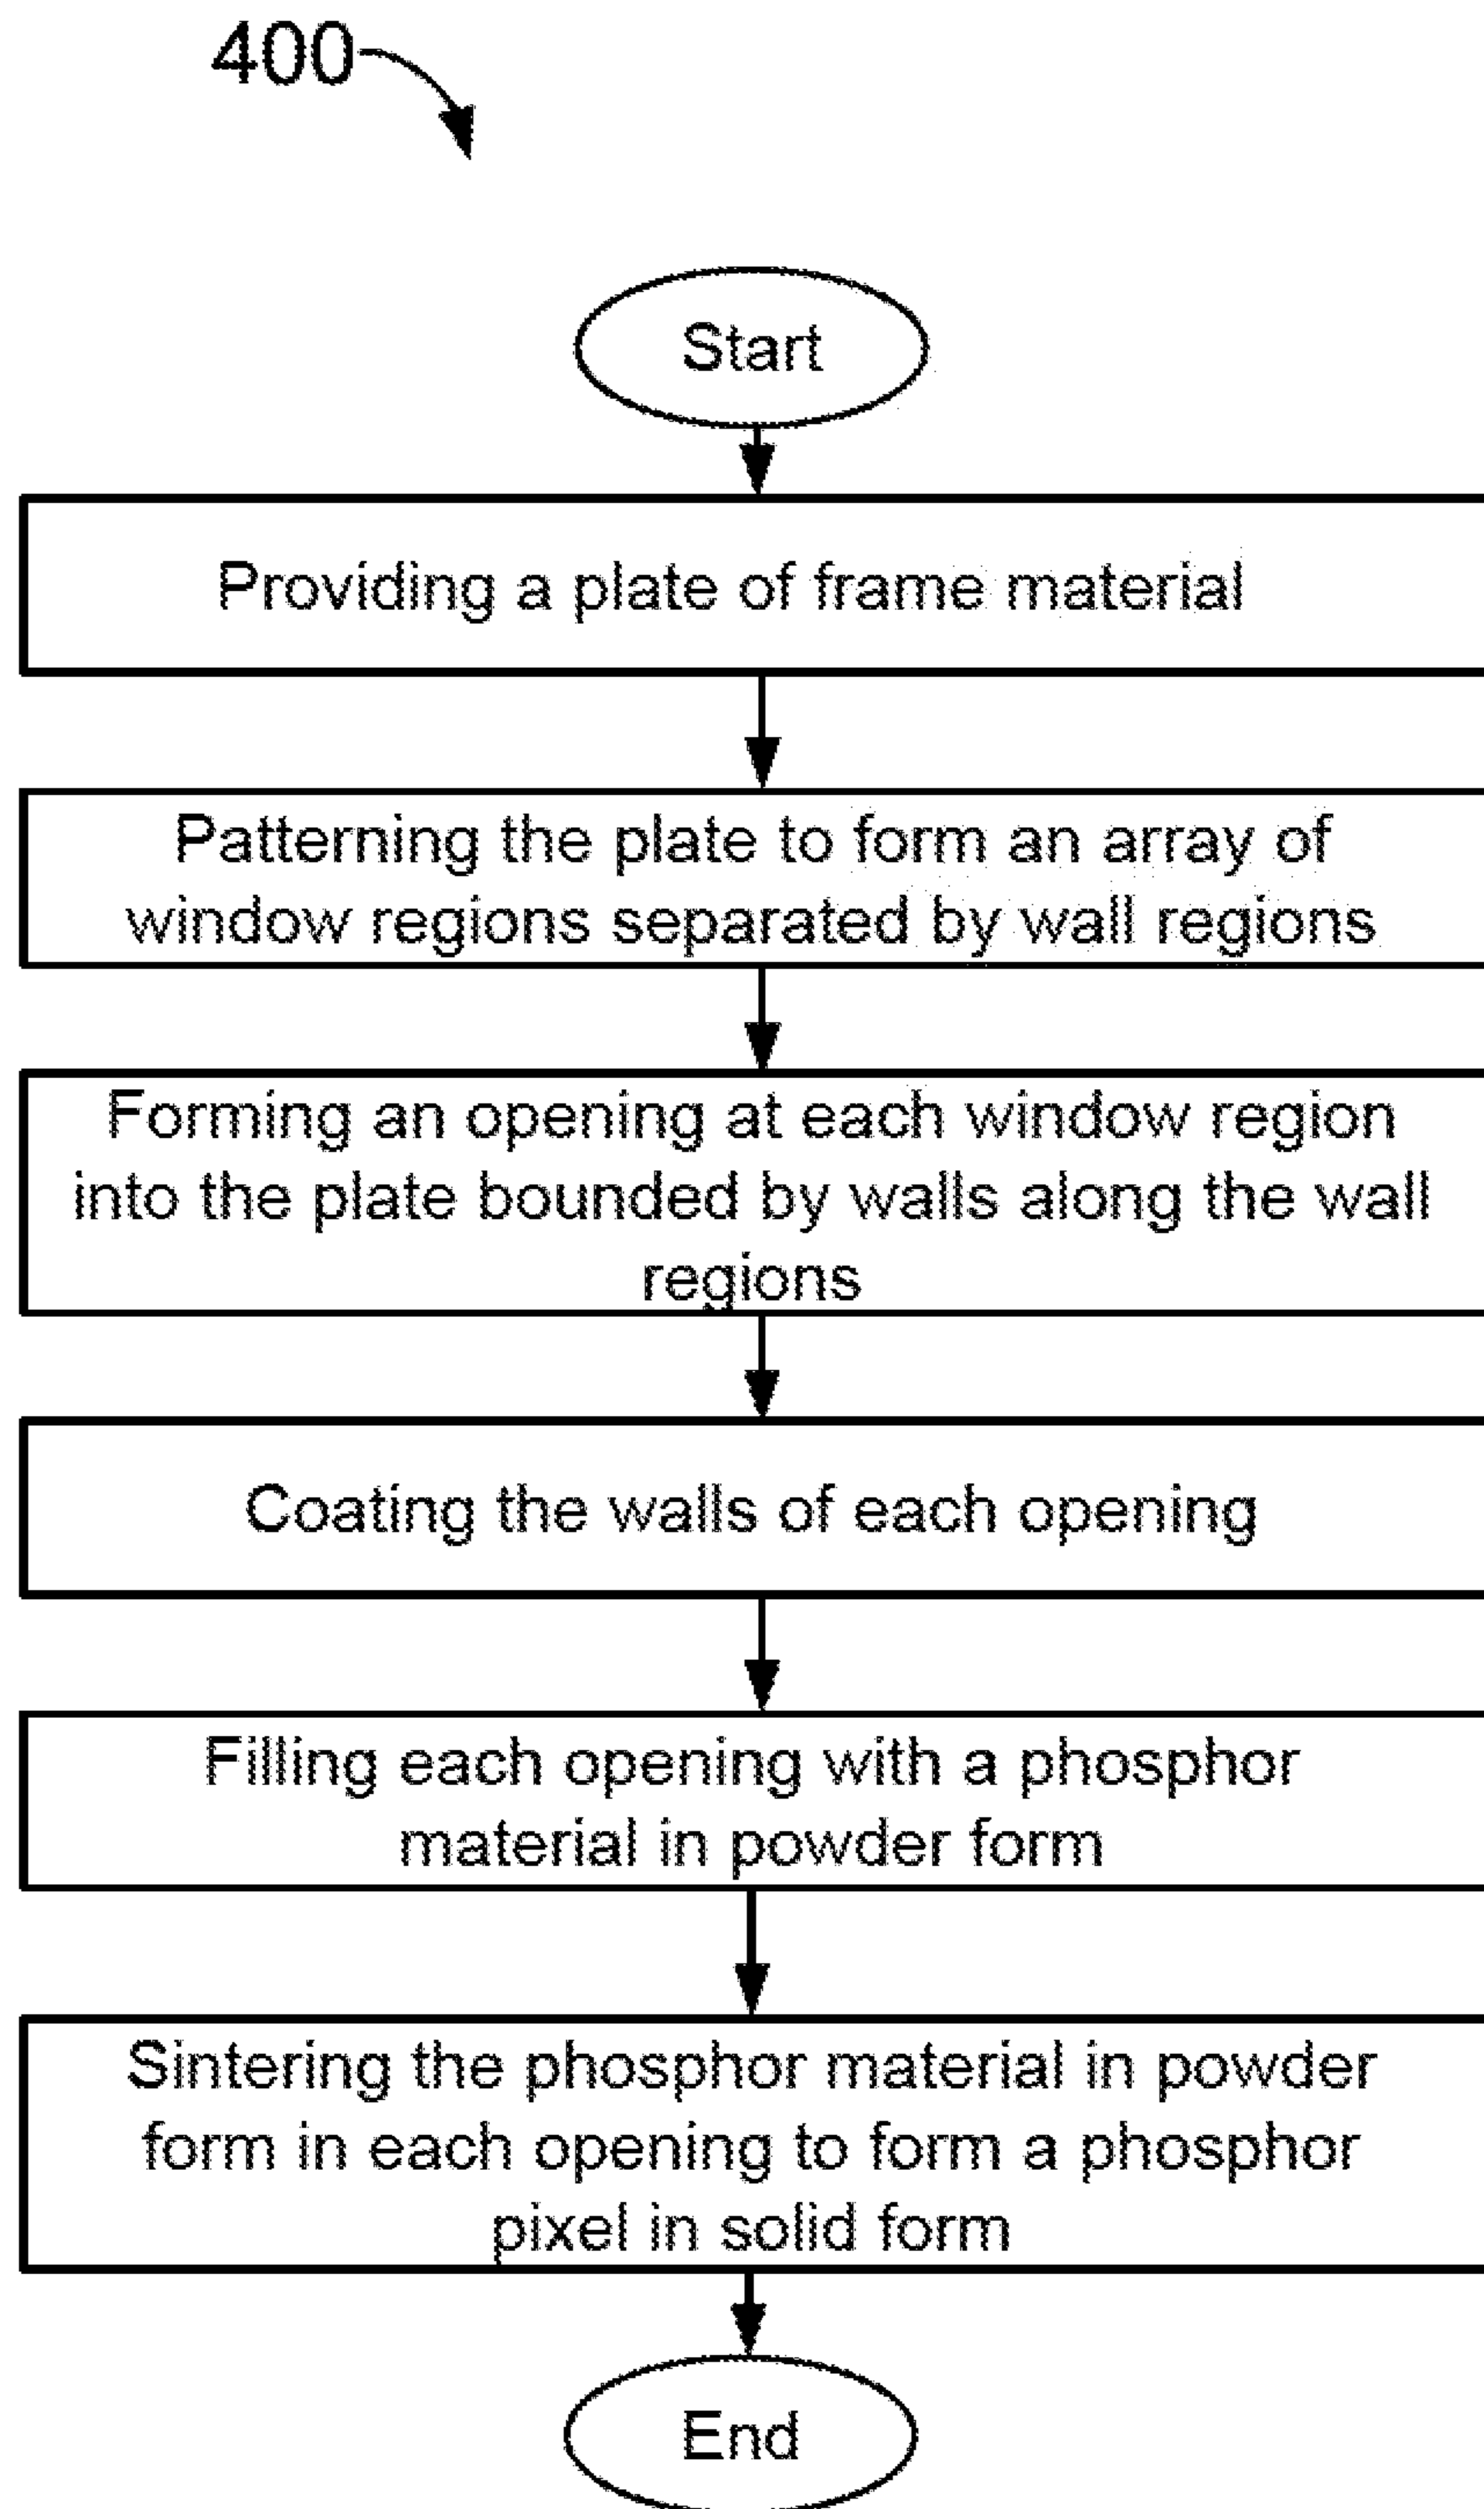 400
Start
Providing a plate of frame material
Patterning the plate to form an array of
window regions separated by wall regions
Forming an opening at each window region
into the plate bounded by walls along the wall
regions
Coating the walls of each opening
Filling each opening with a phosphor
material in powder form
Sintering the phosphor material in powder
form in each opening to form a phosphor
pixel in solid form
End